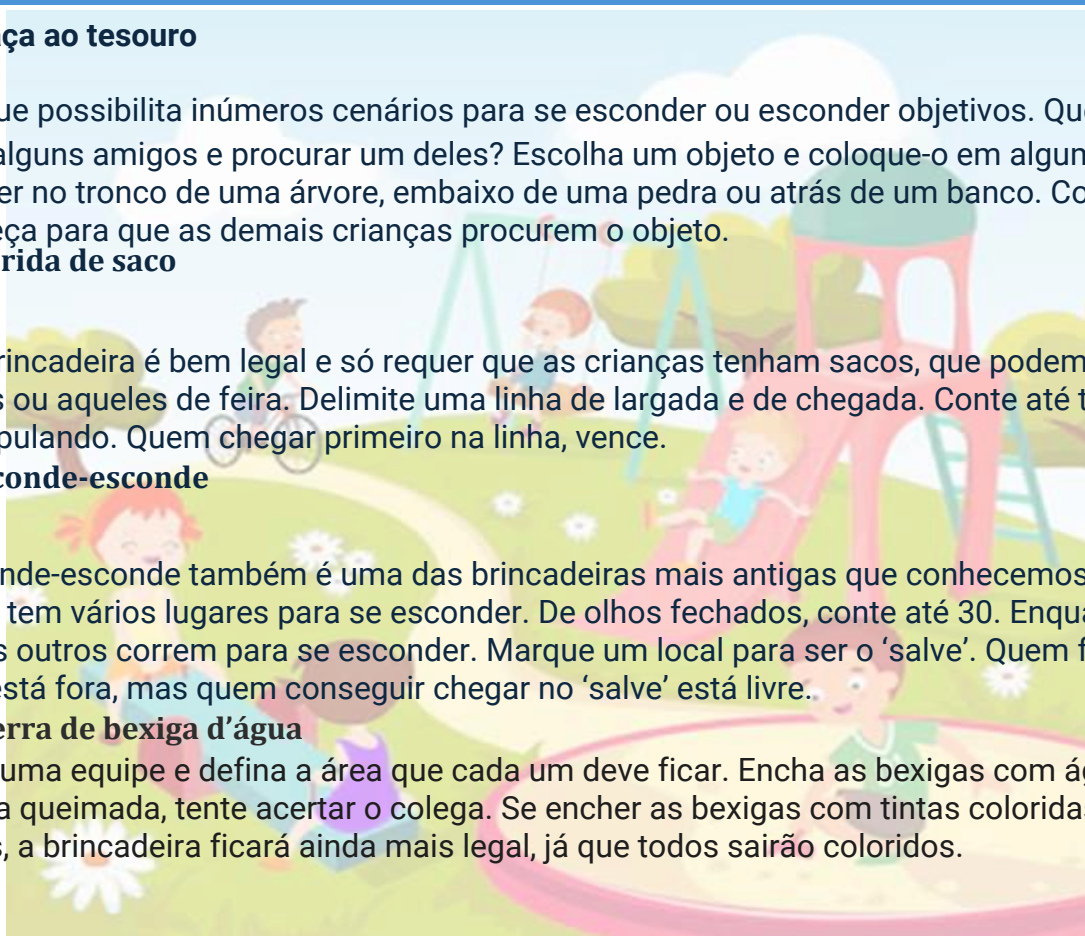 ça ao tesouro
ue possibilita inúmeros cenários para se esconder ou esconder objetivos. Qu
alguns amigos e procurar um deles? Escolha um objeto e coloque-o em algun
er no tronco de uma árvore, embaixo de uma pedra ou atrás de um banco. Co
eça para que as demais crianças procurem o objeto.
rida de saco
rincadeira é bem legal e só requer que as crianças tenham sacos, que podem
s ou aqueles de feira. Delimite uma linha de largada e de chegada. Conte até t
pulando. Quem chegar primeiro na linha, vence.
conde-esconde
nde-esconde também é uma das brincadeiras mais antigas que conhecemos
tem vários lugares para se esconder. De olhos fechados, conte até 30. Enqua
s outros correm para se esconder. Marque um local para ser o ‘salve’. Quem f
está fora, mas quem conseguir chegar no ‘salve’ está livre.
erra de bexiga d’água
uma equipe e defina a área que cada um deve ficar. Encha as bexigas com ág
a queimada, tente acertar o colega. Se encher as bexigas com tintas coloridas
s, a brincadeira ficará ainda mais legal, já que todos sairão coloridos.